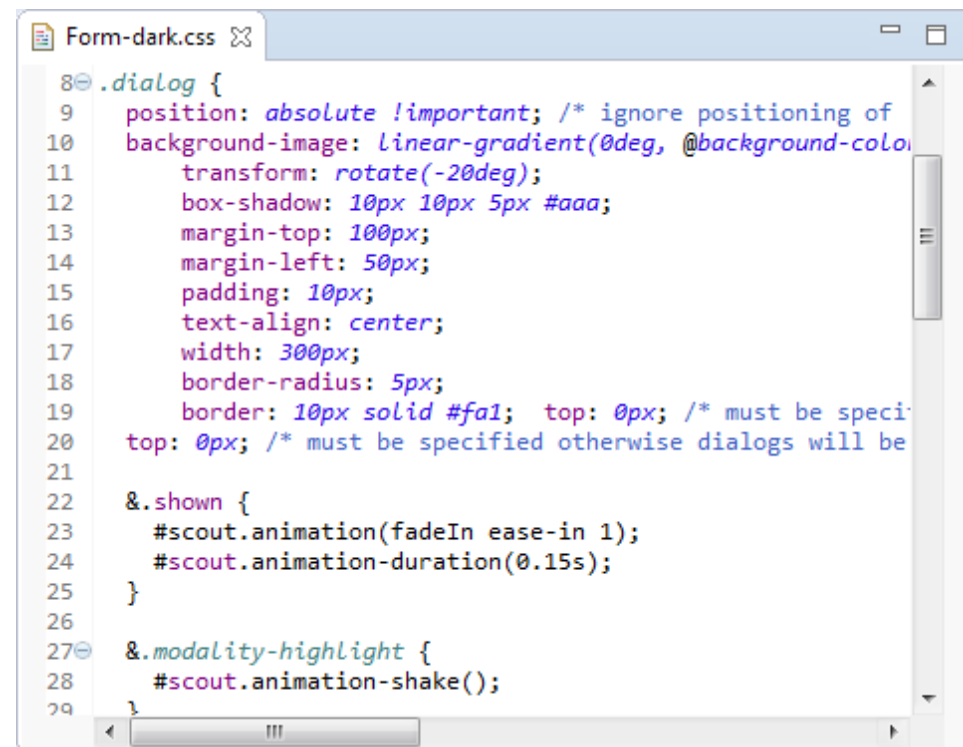 Form-dark.css
8 .dialog {
9 position: absolute !important; /* ignore positioning of
10 background-image: linear-gradient(0deg, @background-colo
11 transform: rotate(-20deg);
12 box-shadow: 10px 10px 5px #aaa;
13 margin-top: 100px;
14 margin-left: 50px;
15 padding: 10px;
16 text-align: center;
17 width: 300px;
18 border-radius: 5px;
19 border: 10px solid #fa1; top: 0px; /* must be speci
20 top: 0px; /* must be specified otherwise dialogs will be
21
22 &.shown {
23 #scout.animation(fadeIn ease-in 1);
24 #scout.animation-duration(0.15s);
25 }
26
27 &.modality-highlight {
28 #scout.animation-shake();
29 }